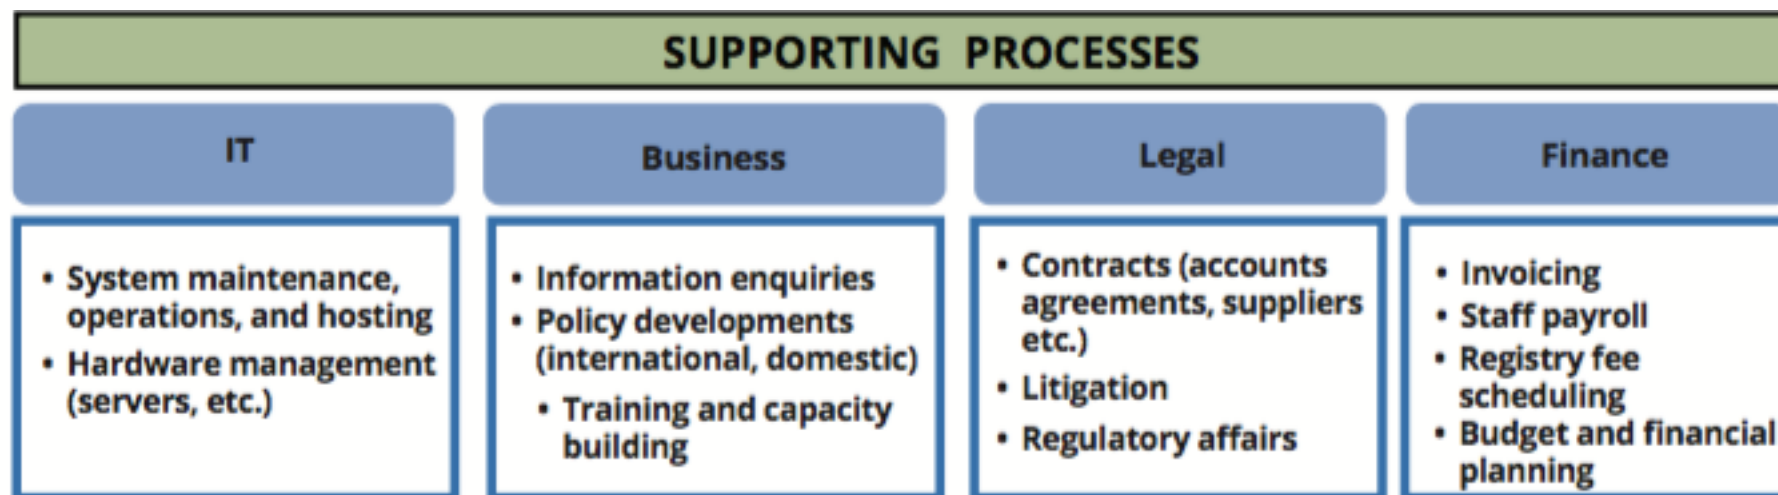 SUPPORTING PROCESSES
IT
• System maintenance,
operations, and hosting
• Hardware management
(servers, etc.)
Business
• Information enquiries
• Policy developments
(international, domestic)
• Training and capacity
building
Legal
• Contracts (accounts
agreements, suppliers
etc.)
• Litigation
• Regulatory affairs
Finance
• Invoicing
• Staff payroll
• Registry fee
scheduling
• Budget and financial
planning